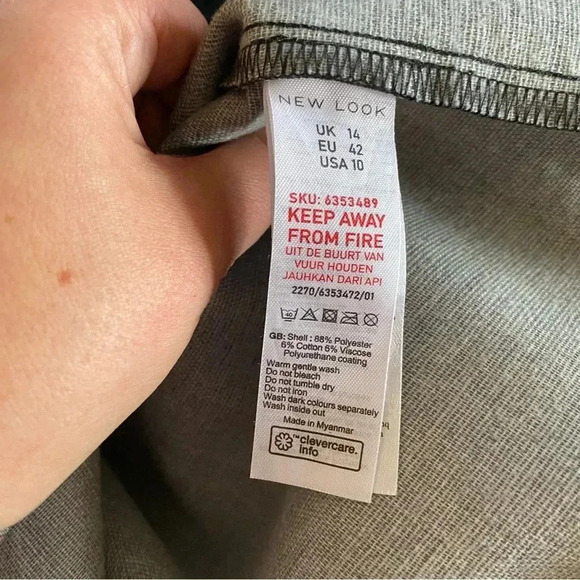 NEW LOOK
UK 14
EU 42
USA 10
SKU: 6353489
KEEP AWAY
FROM FIRE
UIT DE BUURT VAN
VUUR HOUDEN
JAUHKAN DARI API
2270/6353472/01
40
GB: Shell : 88% Polyester
6% Cotton 6% Viscose
Polyurethane coating
Warm gentle wash
Do not bleach
Do not tumble dry
Do not iron
Wash dark colours separately
Wash inside out
Made in Myanmar
™clevercare.
info